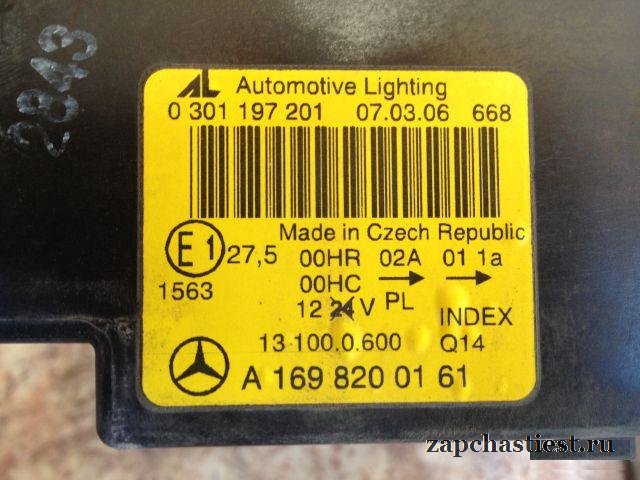 2843
AL Automotive Lighting
0 301 197 201 07.03.06 668
Made in Czech Republic
E1 27,5 00HR 02A 01 1a
00HC → →
1563
12 24 V PL
INDEX
13 100.0.600 Q14
A 169 820 01 61
zapchastiest.ru